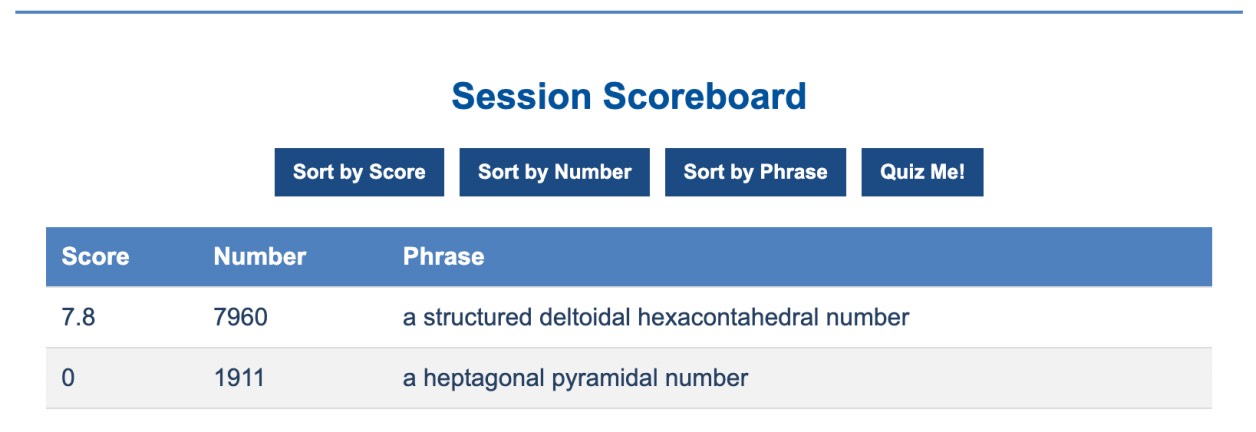 Session Scoreboard
Sort by Score Sort by Number Sort by Phrase Quiz Me!
Score Number Phrase
7.8 7960 a structured deltoidal hexacontahedral number
0 1911 a heptagonal pyramidal number